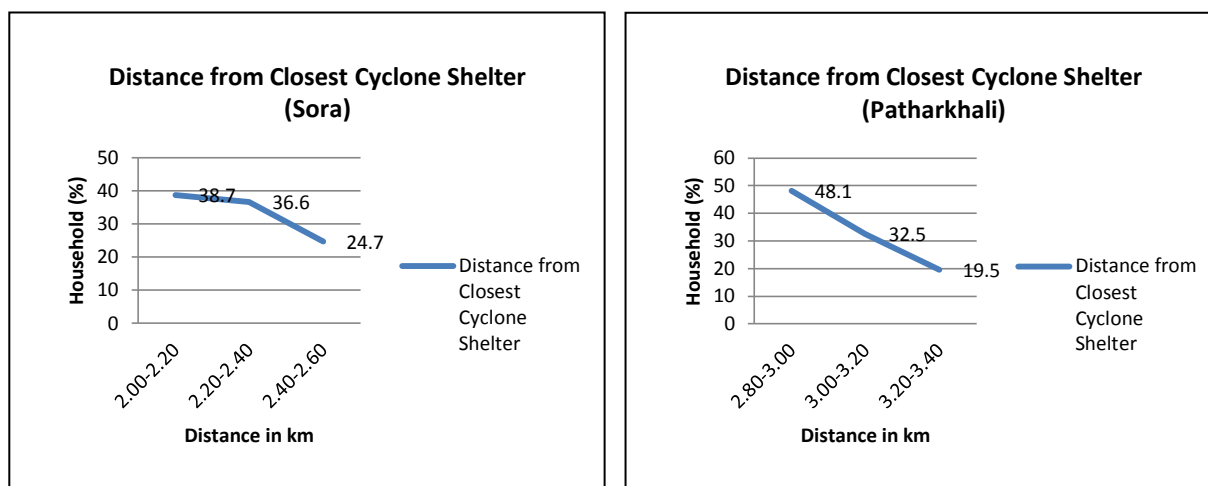 Distance from Closest Cyclone Shelter
(Sora)
Household (%)
50
40
30
20
10
0
38.7
36.6
24.7
2.00-2.20
2.20-2.40
2.40-2.60
Distance in km
Distance from
Closest
Cyclone
Shelter
Distance from Closest Cyclone Shelter
(Patharkhali)
Household (%)
60
50
40
30
20
10
0
48.1
32.5
19.5
2.80-3.00
3.00-3.20
3.20-3.40
Distance in km
Distance from
Closest
Cyclone
Shelter